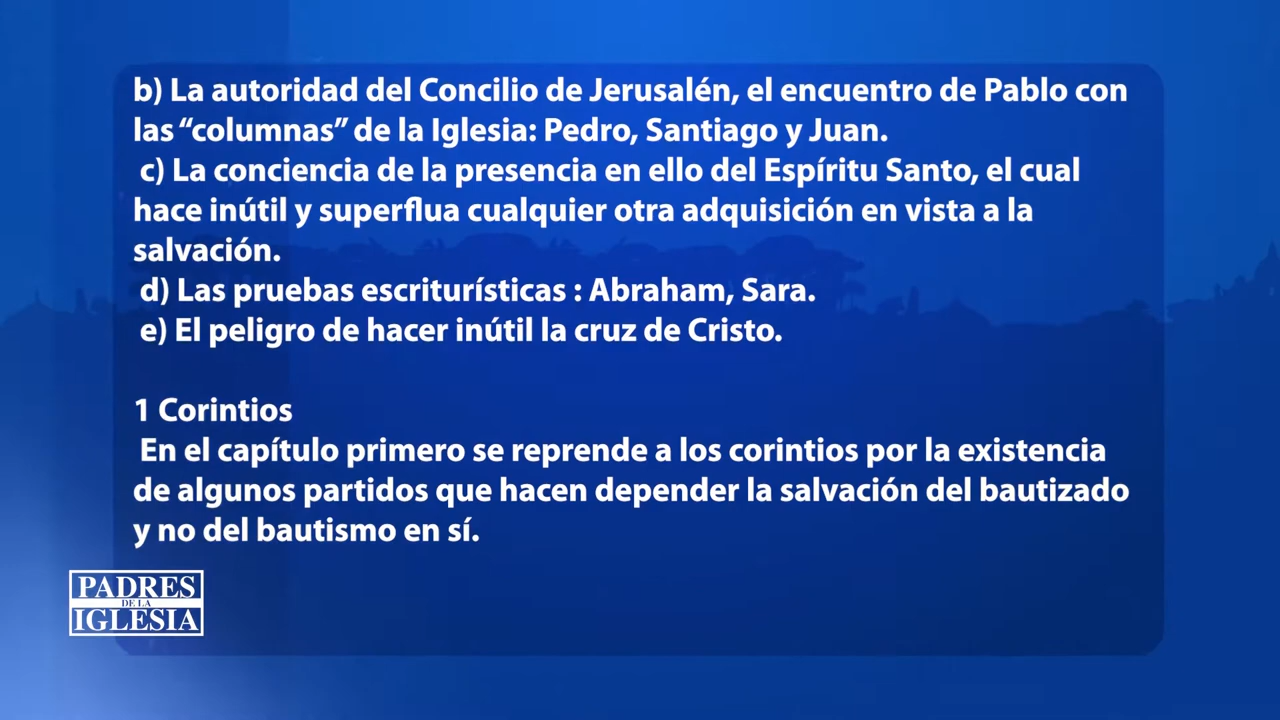 b) La autoridad del Concilio de Jerusalén, el encuentro de Pablo con
las “columnas” de la Iglesia: Pedro, Santiago y Juan.
c) La conciencia de la presencia en ello del Espíritu Santo, el cual
hace inútil y superflua cualquier otra adquisición en vista a la
salvación.
d) Las pruebas escriturísticas : Abraham, Sara.
e) El peligro de hacer inútil la cruz de Cristo.
1 Corintios
En el capítulo primero se reprende a los corintios por la existencia
de algunos partidos que hacen depender la salvación del bautizado
y no del bautismo en sí.
PADRES
DE LA
IGLESIA